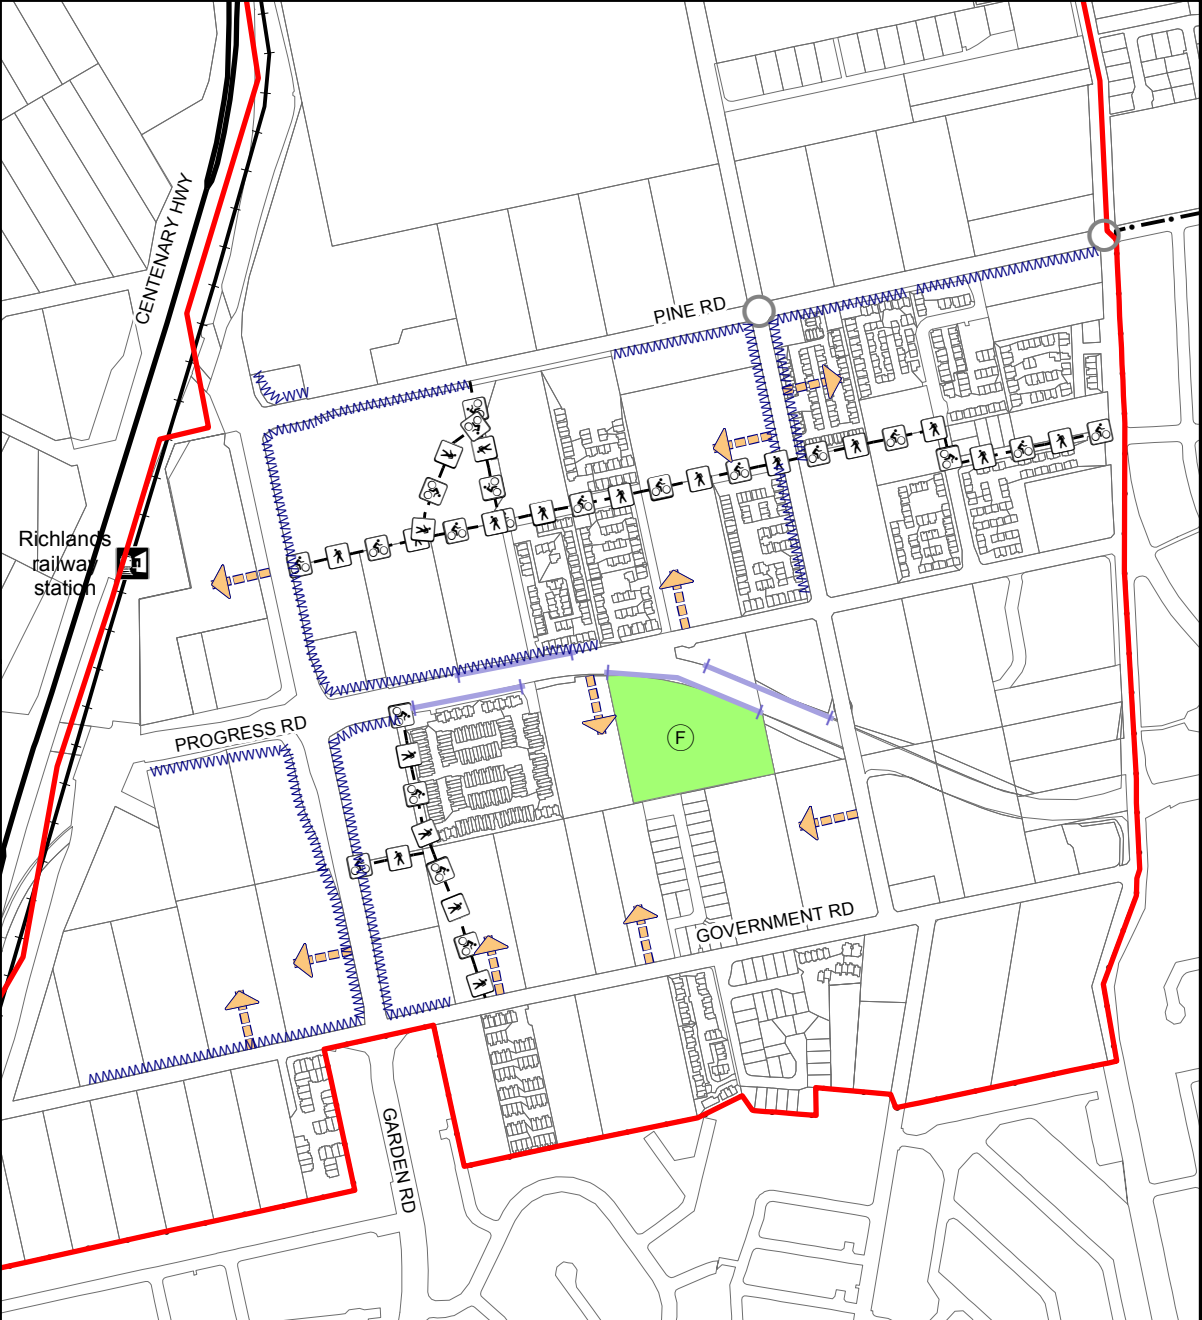 CENTENARY HWY
PINE RD
Richlands
railway
station
PROGRESS RD
F
GOVERNMENT RD
GARDEN RD